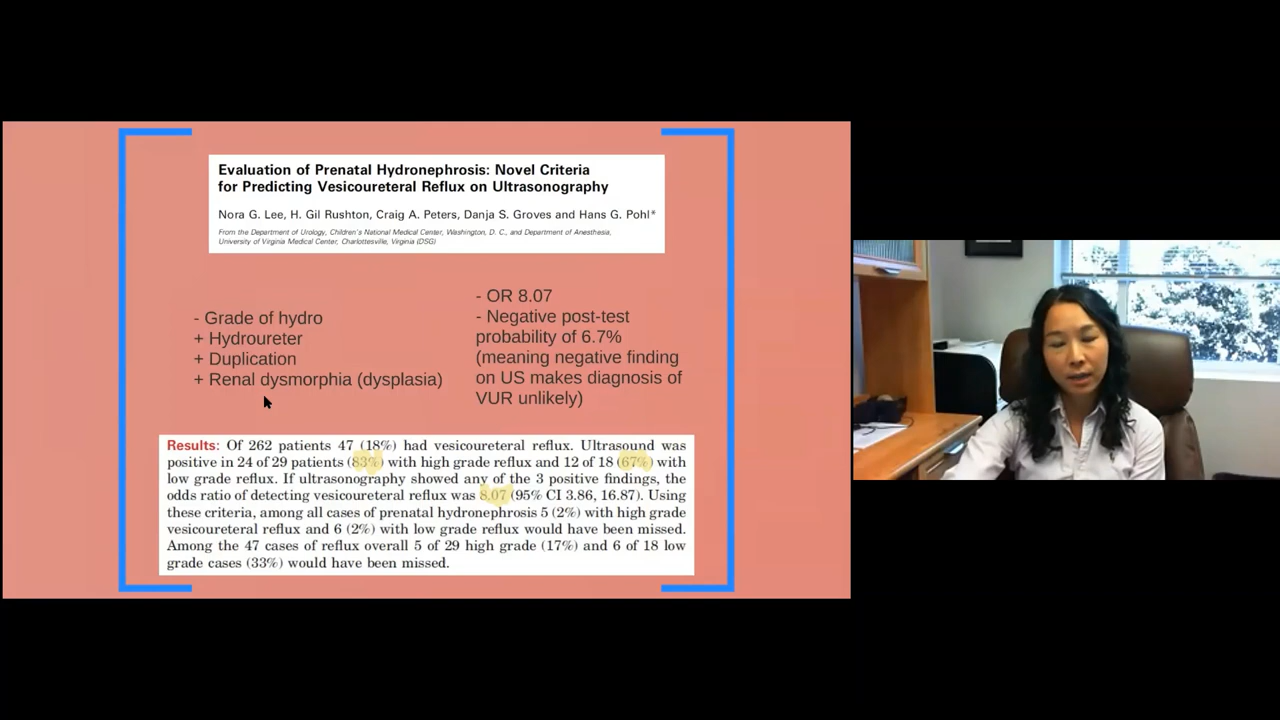 Evaluation of Prenatal Hydronephrosis: Novel Criteria
for Predicting Vesicoureteral Reflux on Ultrasonography
Nora G. Lee, H. Gil Rushton, Craig A. Peters, Danja S. Groves and Hans G. Pohl*
From the Department of Urology, Children's National Medical Center, Washington, D. C., and Department of Anesthesia,
University of Virginia Medical Center, Charlottesville, Virginia (DSG)
- Grade of hydro
+ Hydroureter
+ Duplication
+ Renal dysmorphia (dysplasia)
- OR 8.07
- Negative post-test
probability of 6.7%
(meaning negative finding
on US makes diagnosis of
VUR unlikely)
Results: Of 262 patients 47 (18%) had vesicoureteral reflux. Ultrasound was
positive in 24 of 29 patients (83%) with high grade reflux and 12 of 18 (67%) with
low grade reflux. If ultrasonography showed any of the 3 positive findings, the
odds ratio of detecting vesicoureteral reflux was 8.07 (95% CI 3.86, 16.87). Using
these criteria, among all cases of prenatal hydronephrosis 5 (2%) with high grade
vesicoureteral reflux and 6 (2%) with low grade reflux would have been missed.
Among the 47 cases of reflux overall 5 of 29 high grade (17%) and 6 of 18 low
grade cases (33%) would have been missed.